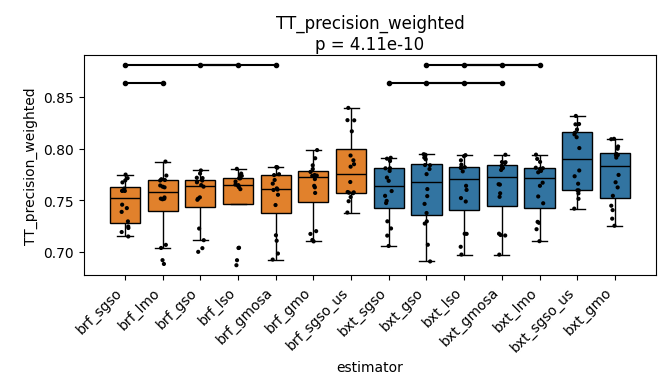 TT_precision_weighted
p = 4.11e-10
TT_precision_weighted
0.85
0.80
0.75
0.70
brf_sgso
brf_lmo
brf_gso
brf_lso
brf_gmosa
brf_gmo
brf_sgso_us
bxt_sgso
bxt_gso
bxt_lso
bxt_gmosa
bxt_lmo
bxt_sgso_us
bxt_gmo
estimator